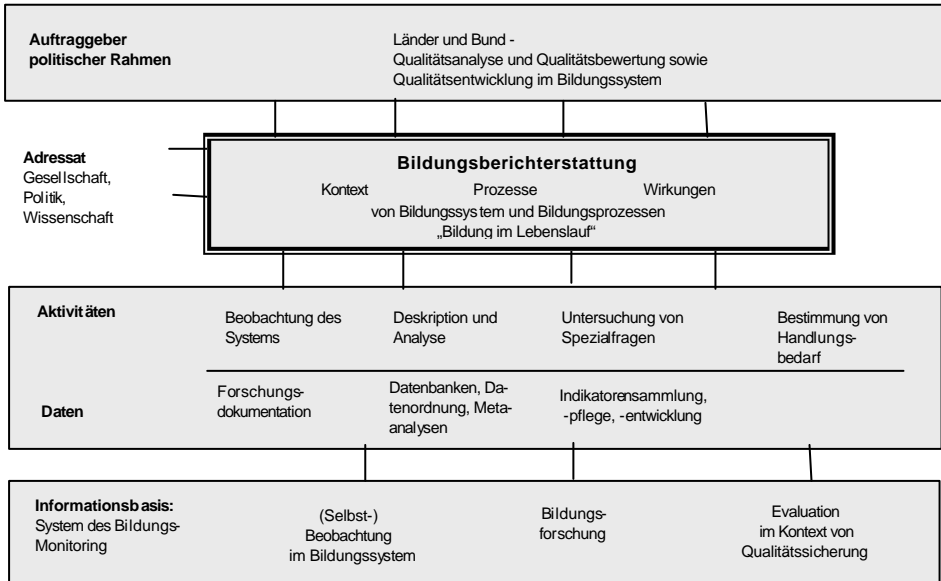 Auftraggeber
politischer Rahmen
Länder und Bund -
Qualitätsanalyse und Qualitätsbewertung sowie
Qualitätsentwicklung im Bildungssystem
Adressat
Gesellschaft,
Politik,
Wissenschaft
Bildungsberichterstattung
Kontext Prozesse Wirkungen
von Bildungssystem und Bildungsprozessen
„Bildung im Lebenslauf“
Aktivitäten
Beobachtung des
Systems
Deskription und
Analyse
Untersuchung von
Spezialfragen
Bestimmung von
Handlungs-
bedarf
Daten
Forschungs-
dokumentation
Datenbanken, Da-
tenordnung, Meta-
analysen
Indikatorensammlung,
-pflege, -entwicklung
Informationsbasis:
System des Bildungs-
Monitoring
(Selbst-)
Beobachtung
im Bildungssystem
Bildungs-
forschung
Evaluation
im Kontext von
Qualitätssicherung